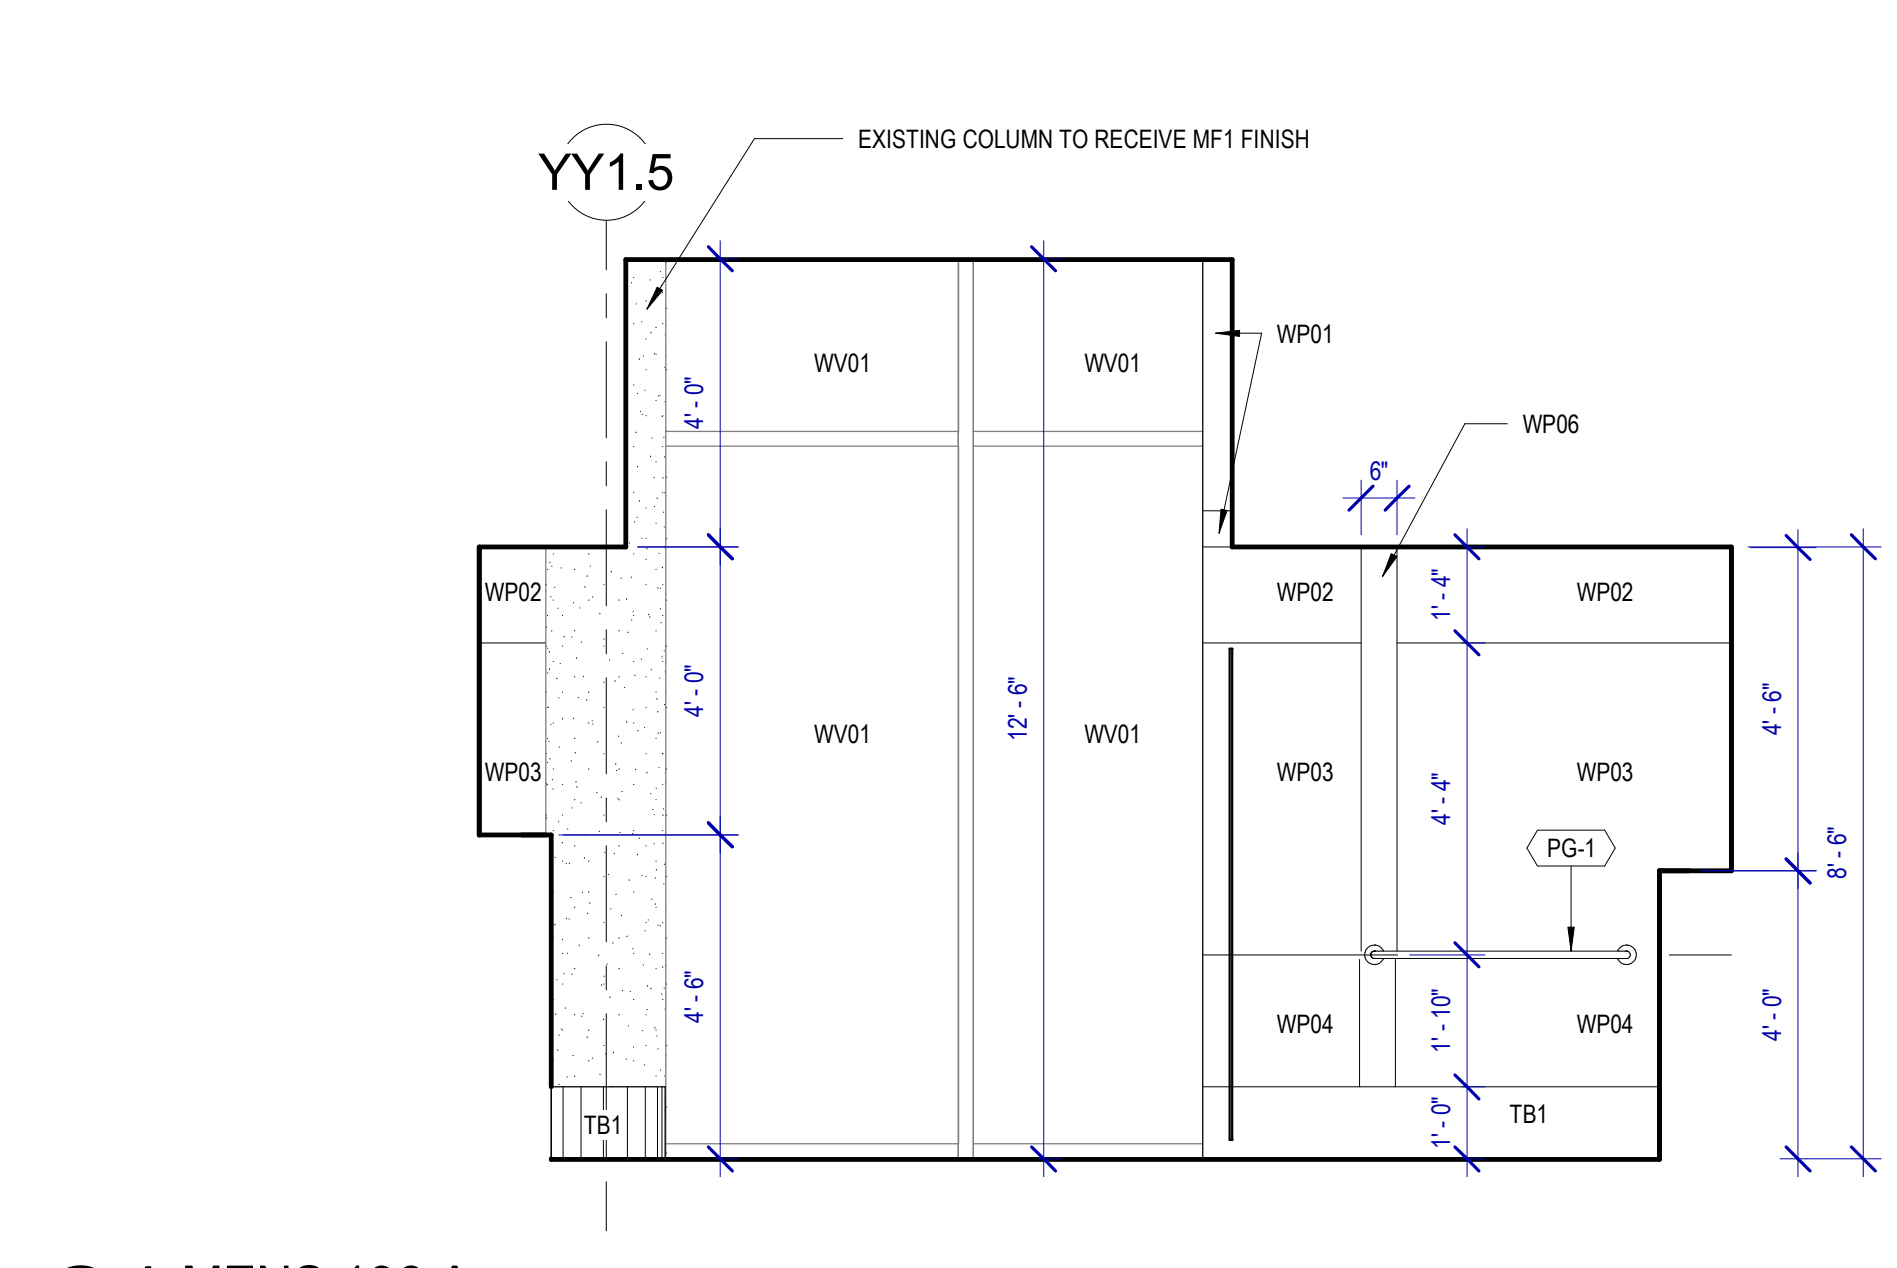 EXISTING COLUMN TO RECEIVE MF1 FINISH
YY1.5
WP01
WV01
WV01
4' - 0"
WP06
6"
WP02
WP02
1' - 4"
WP02
4' - 0"
12' - 6"
4' - 6"
WV01
WV01
WP03
WP03
4' - 4"
WP03
PG-1
8' - 6"
4' - 6"
WP04
1' - 10"
WP04
4' - 0"
TB1
1' - 0"
TB1